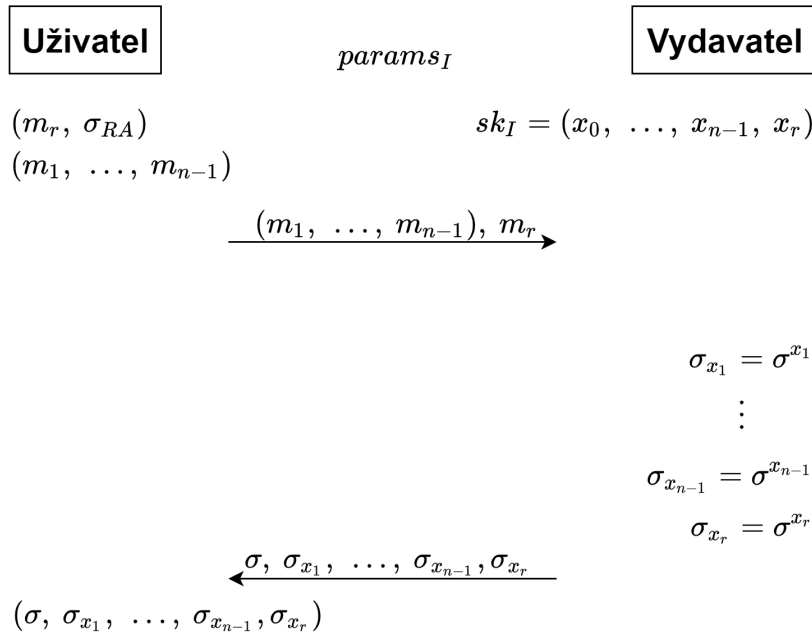 Uživatel
Vydavatel
params_I
(m_r, σ_{RA})
sk_I = (x_0, …, x_{n−1}, x_r)
(m_1, …, m_{n−1})
(m_1, …, m_{n−1}), m_r
σ_{x_1} = σ^{x_1}
⋮
σ_{x_{n−1}} = σ^{x_{n−1}}
σ_{x_r} = σ^{x_r}
σ, σ_{x_1}, …, σ_{x_{n−1}}, σ_{x_r}
(σ, σ_{x_1}, …, σ_{x_{n−1}}, σ_{x_r})